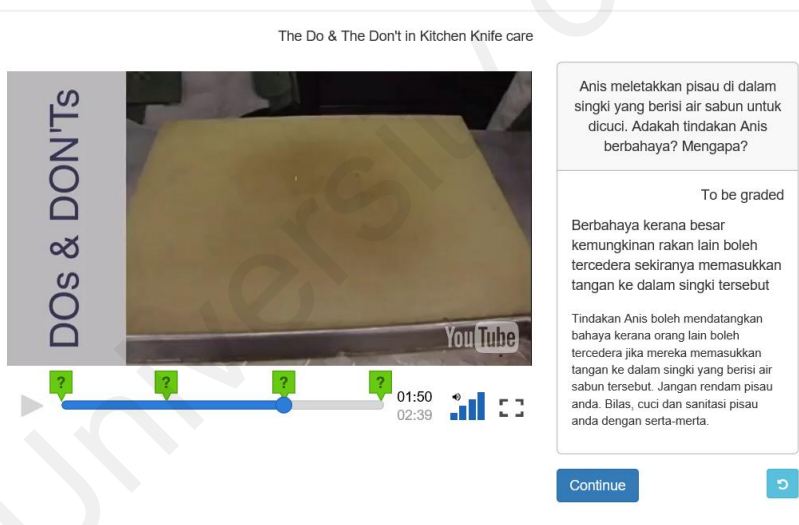 The Do & The Don't in Kitchen Knife care
DOs & DON'Ts
YouTube
?
?
?
?
01:50
02:39
Anis meletakkan pisau di dalam
singki yang berisi air sabun untuk
dicuci. Adakah tindakan Anis
berbahaya? Mengapa?
To be graded
Berbahaya kerana besar
kemungkinan rakan lain boleh
tercedera sekiranya memasukkan
tangan ke dalam singki tersebut
Tindakan Anis boleh mendatangkan
bahaya kerana orang lain boleh
tercedera jika mereka memasukkan
tangan ke dalam singki yang berisi air
sabun tersebut. Jangan rendam pisau
anda. Bilas, cuci dan sanitasi pisau
anda dengan serta-merta.
Continue